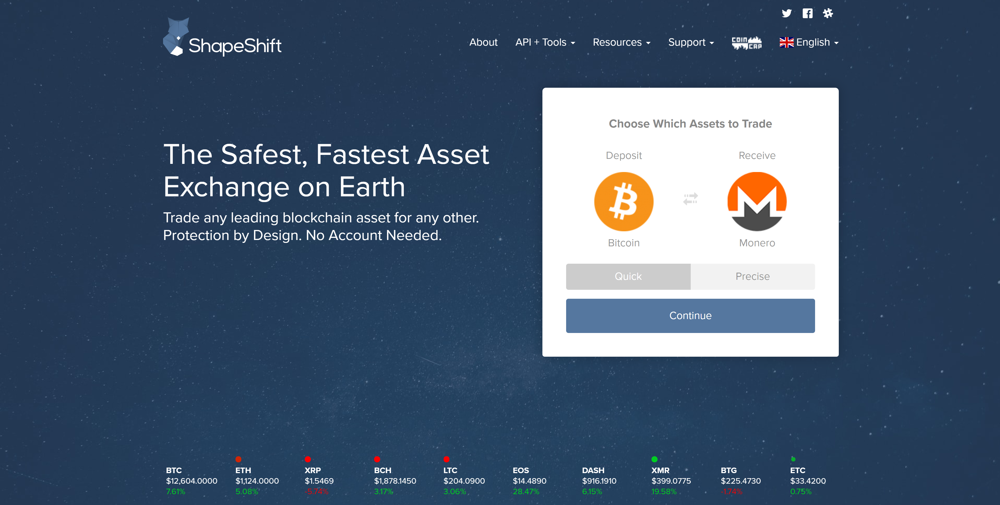 ShapeShift
About API + Tools Resources Support COIN CAP English
The Safest, Fastest Asset
Exchange on Earth
Trade any leading blockchain asset for any other.
Protection by Design. No Account Needed.
Choose Which Assets to Trade
Deposit Receive
Bitcoin Monero
Quick Precise
Continue
BTC ETH XRP BCH LTC EOS DASH XMR BTG ETC
$12,604.0000 $1,124.0000 $1.5469 $1,878.1450 $204.0900 $14.4890 $916.1910 $399.0775 $225.4730 $33.4200
7.61% 5.08% -5.74% 3.17% 3.06% 28.47% 6.15% 19.58% -1.74% 0.75%